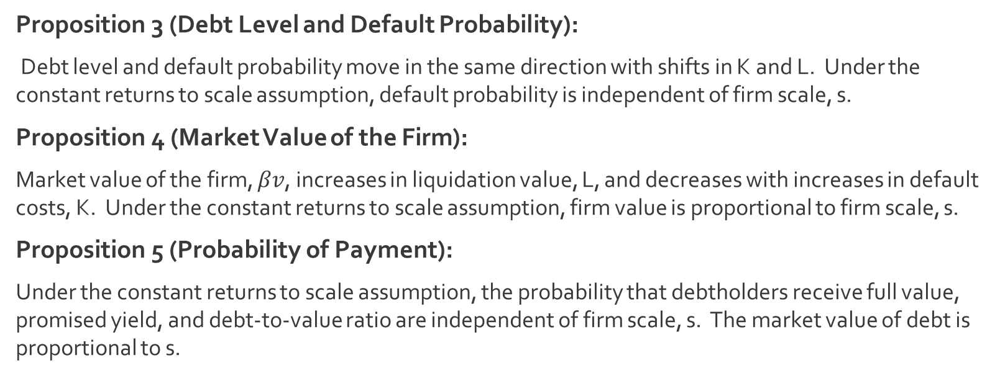 Proposition 3 (Debt Level and Default Probability):
Debt level and default probability move in the same direction with shifts in K and L. Under the
constant returns to scale assumption, default probability is independent of firm scale, s.
Proposition 4 (Market Value of the Firm):
Market value of the firm, 𝛽𝑣, increases in liquidation value, L, and decreases with increases in default
costs, K. Under the constant returns to scale assumption, firm value is proportional to firm scale, s.
Proposition 5 (Probability of Payment):
Under the constant returns to scale assumption, the probability that debtholders receive full value,
promised yield, and debt-to-value ratio are independent of firm scale, s. The market value of debt is
proportional to s.